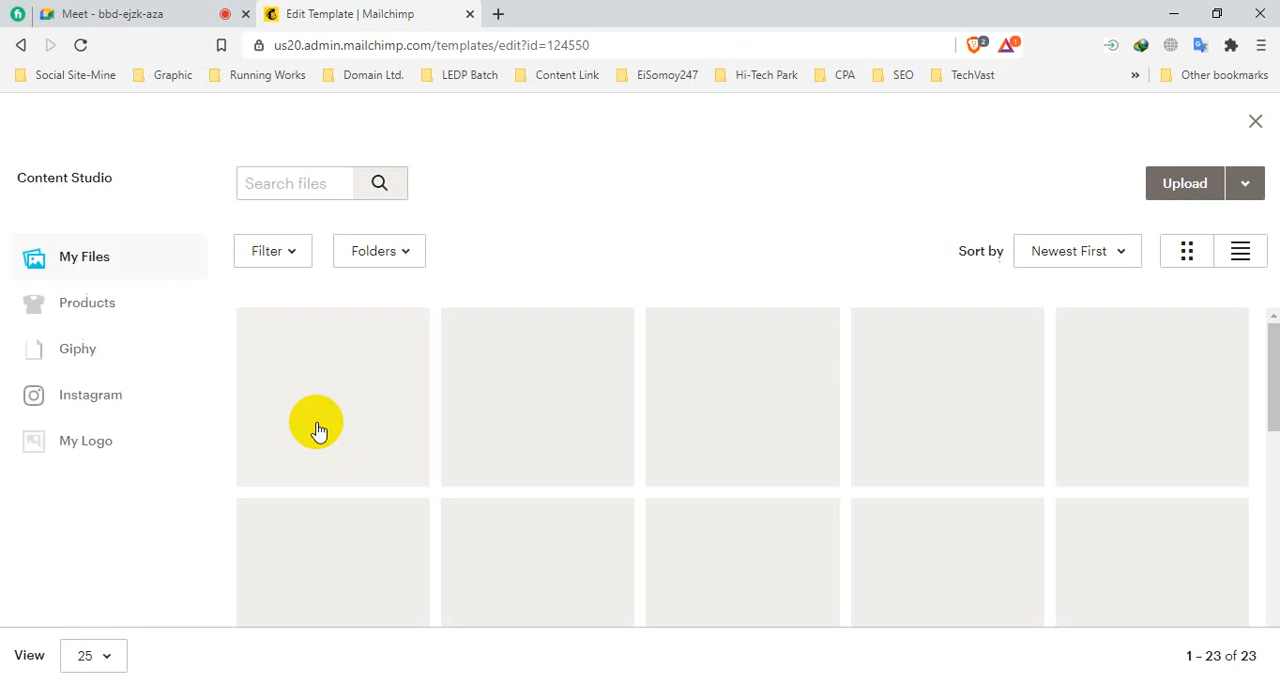 Meet - bbd-ejzk-aza
Edit Template | Mailchimp
us20.admin.mailchimp.com/templates/edit?id=124550
2
1
Social Site-Mine
Graphic
Running Works
Domain Ltd.
LEDP Batch
Content Link
EiSomoy247
Hi-Tech Park
CPA
SEO
TechVast
Other bookmarks
Content Studio
Search files
Upload
Filter
Folders
Sort by
Newest First
My Files
Products
Giphy
Instagram
My Logo
View
25
1 - 23 of 23